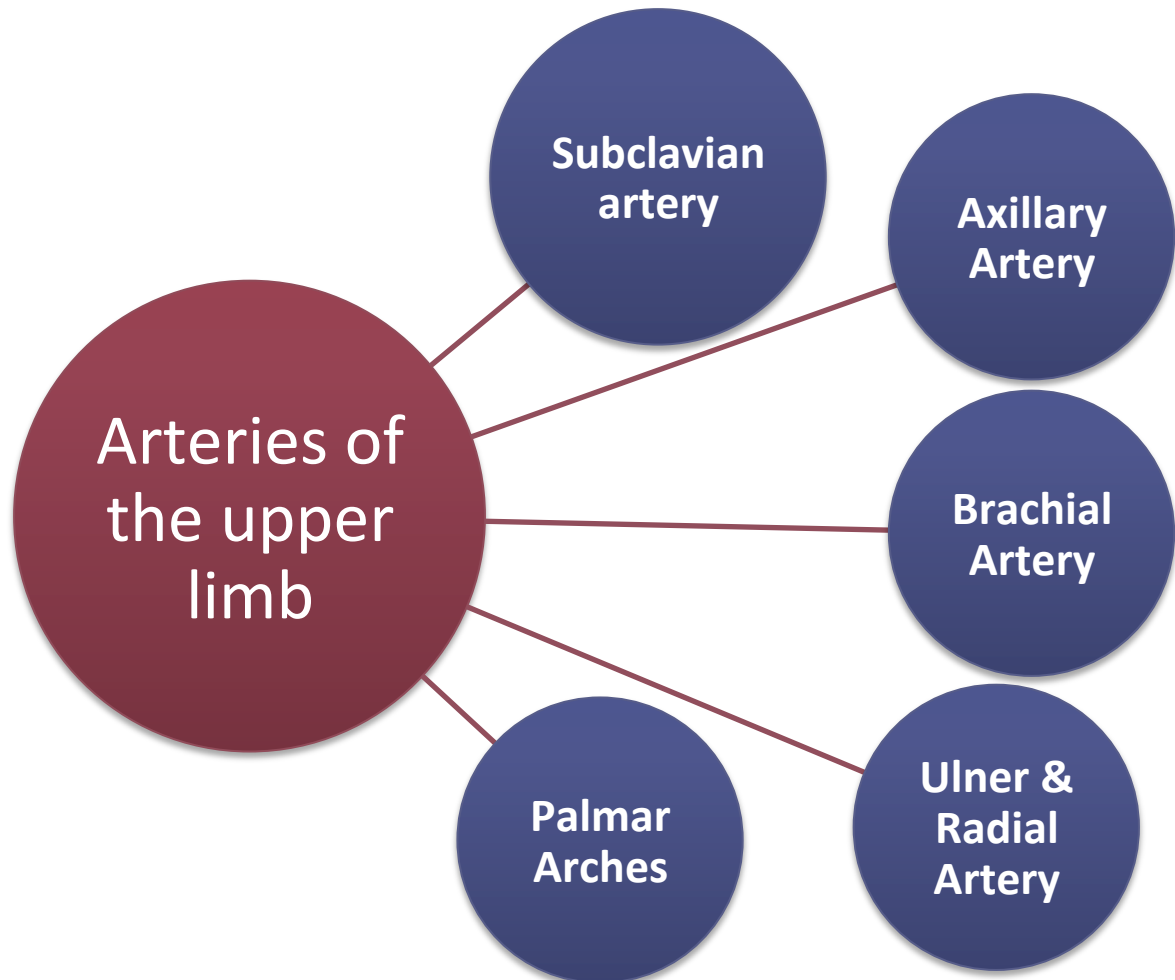 Arteries of
the upper
limb
Subclavian
artery
Axillary
Artery
Brachial
Artery
Ulner &
Radial
Artery
Palmar
Arches